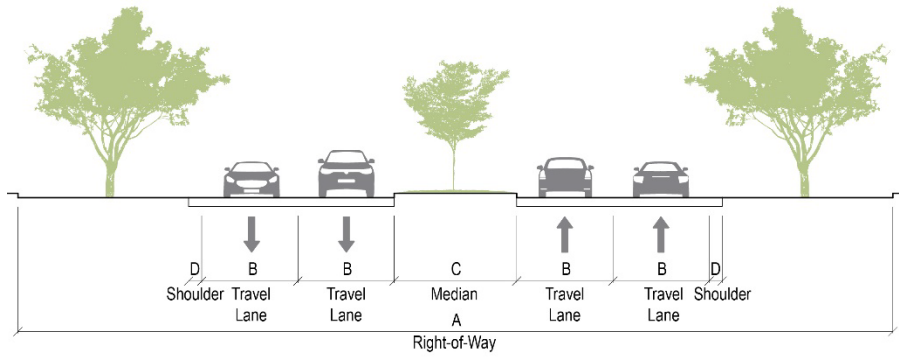 D B B C B B D
Shoulder Travel Lane Travel Lane Median Travel Lane Travel Lane Shoulder
A
Right-of-Way